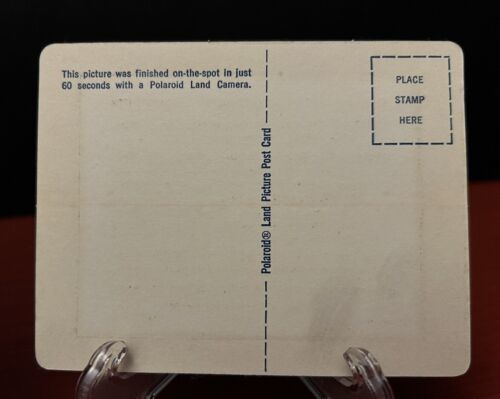 This picture was finished on-the-spot in just
60 seconds with a Polaroid Land Camera.
PLACE
STAMP
HERE
Polaroid® Land Picture Post Card